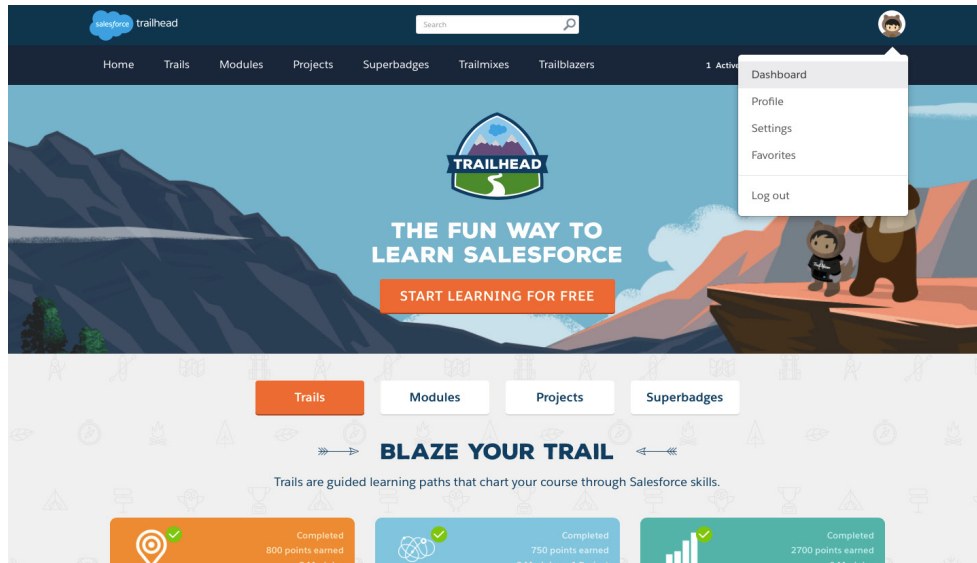 salesforce trailhead
Search
Home Trails Modules Projects Superbadges Trailmixes Trailblazers 1 Active
Dashboard
Profile
Settings
Favorites
Log out
TRAILHEAD
THE FUN WAY TO
LEARN SALESFORCE
START LEARNING FOR FREE
Trails Modules Projects Superbadges
BLAZE YOUR TRAIL
Trails are guided learning paths that chart your course through Salesforce skills.
Completed Completed Completed
800 points earned 750 points earned 2700 points earned